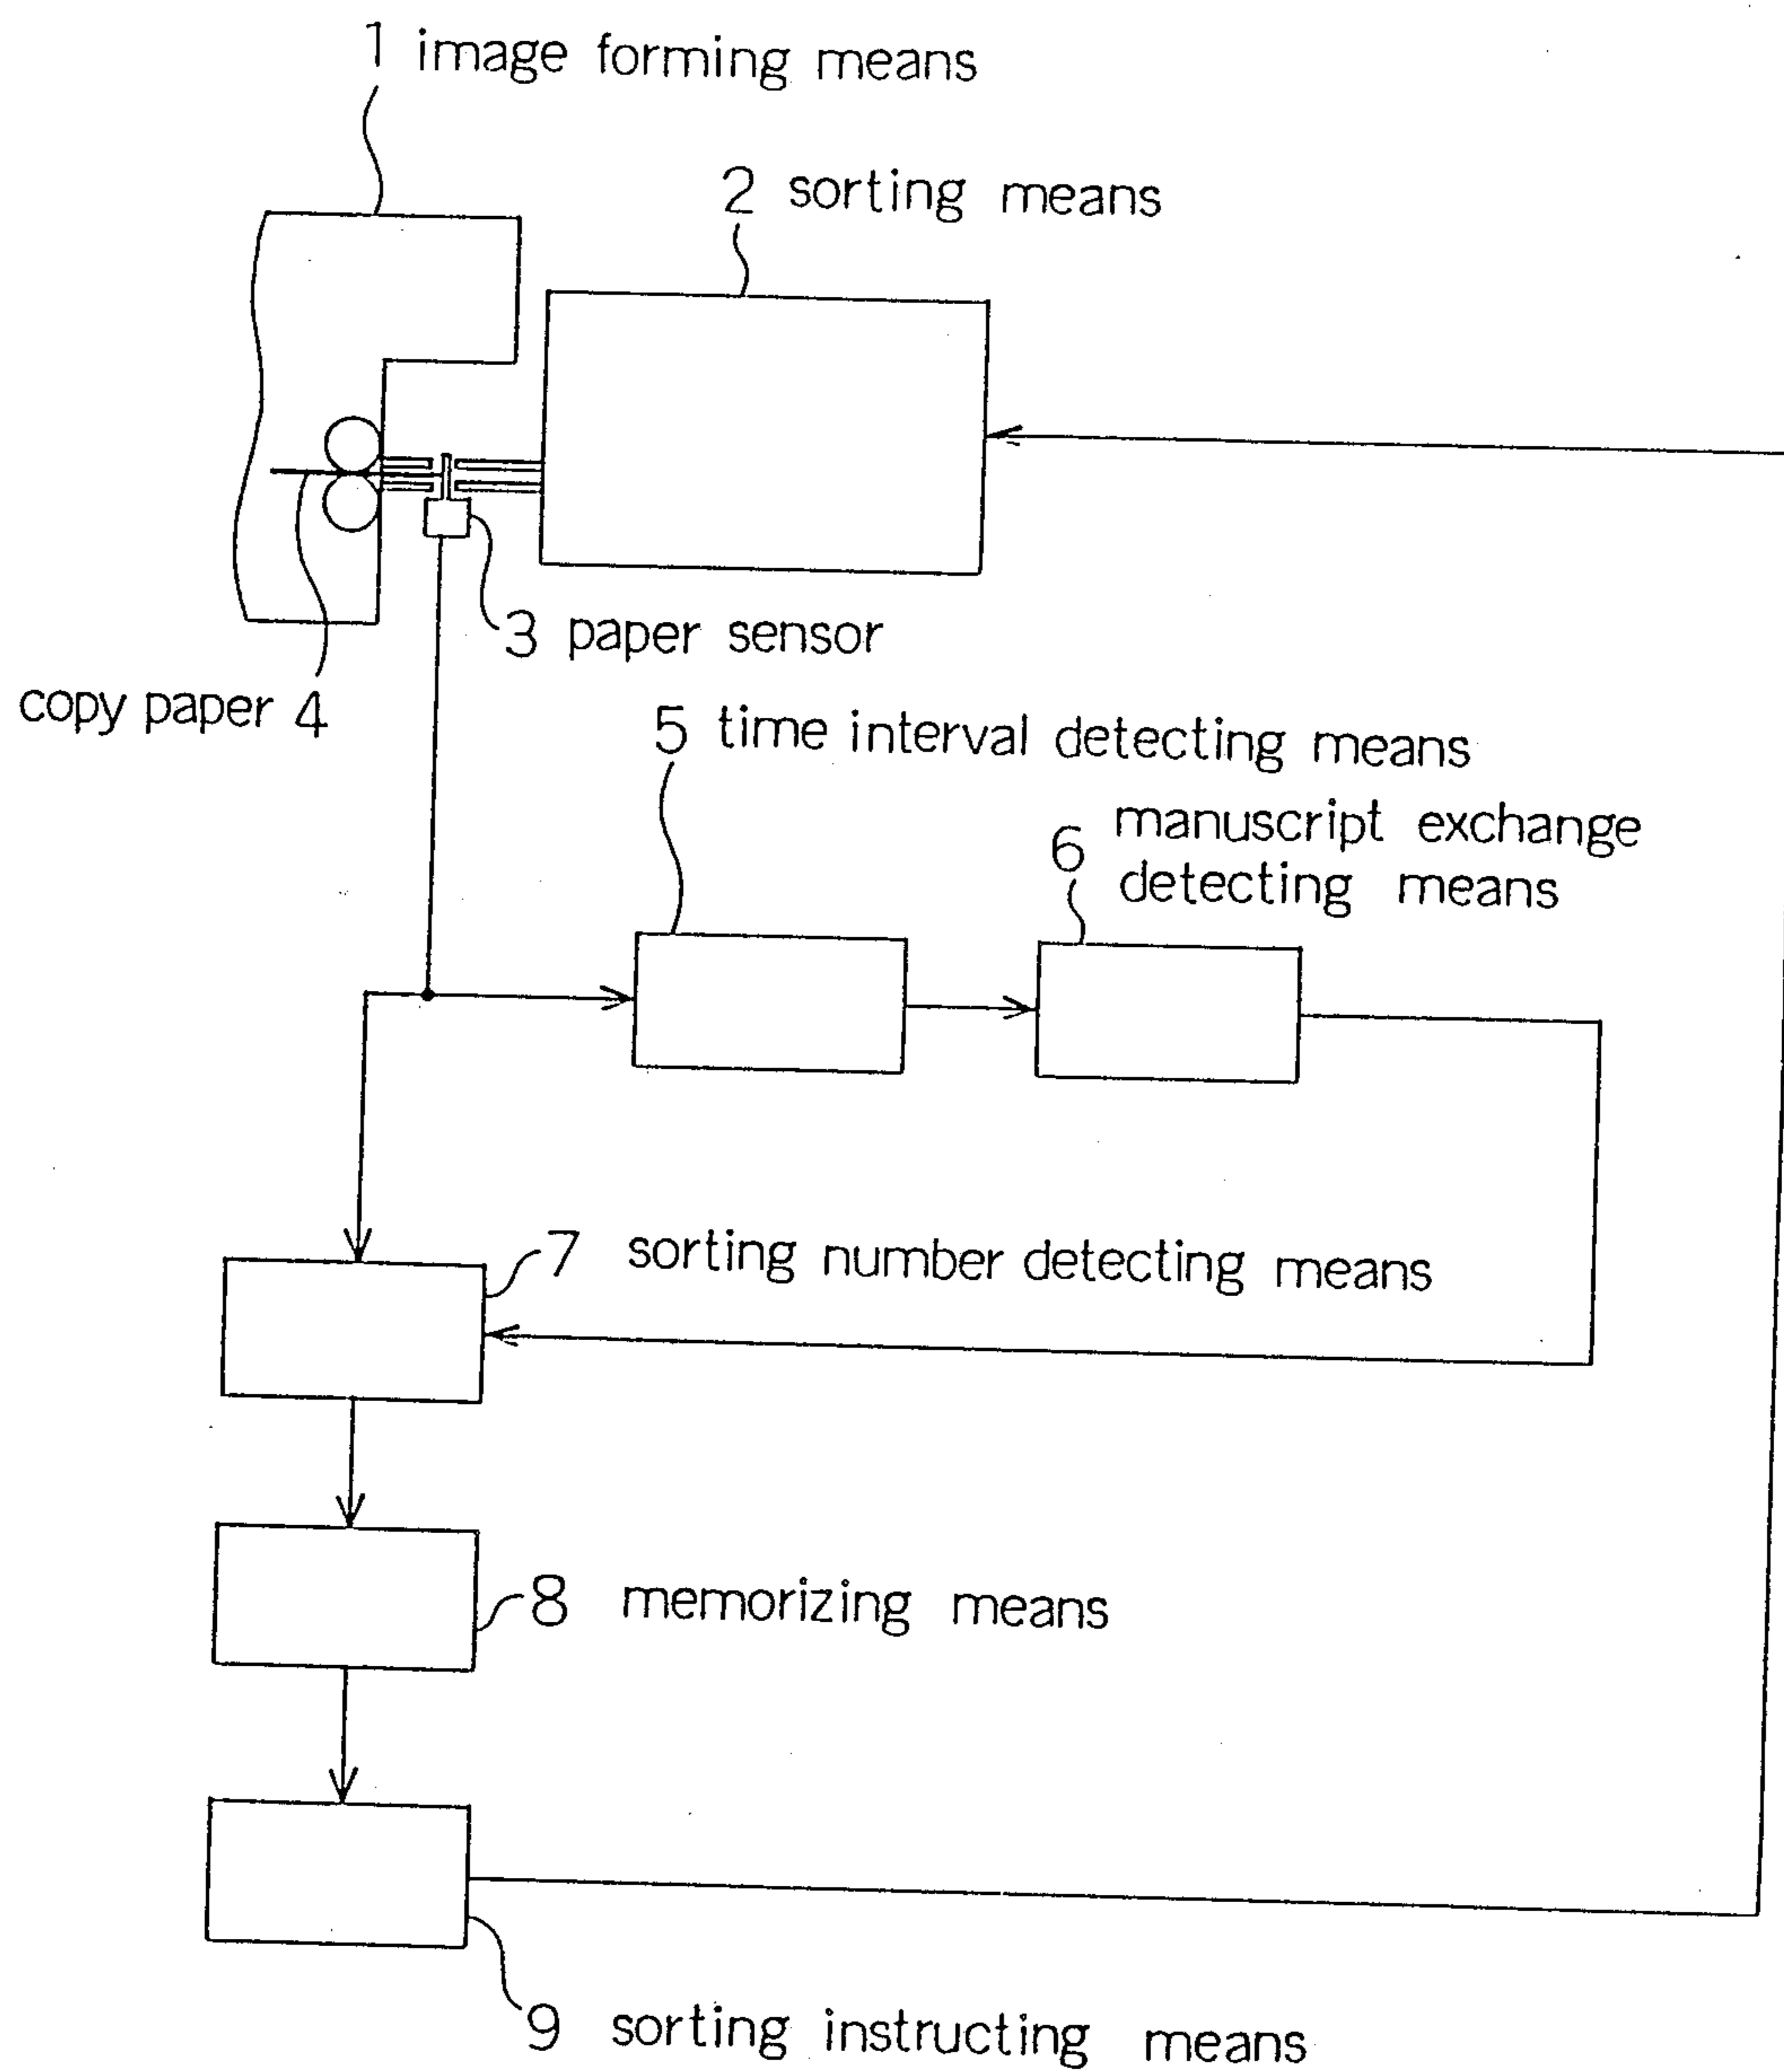 1 image forming means
2 sorting means
3 paper sensor
copy paper 4
5 time interval detecting means
6 manuscript exchange
detecting means
7 sorting number detecting means
8 memorizing means
9 sorting instructing means